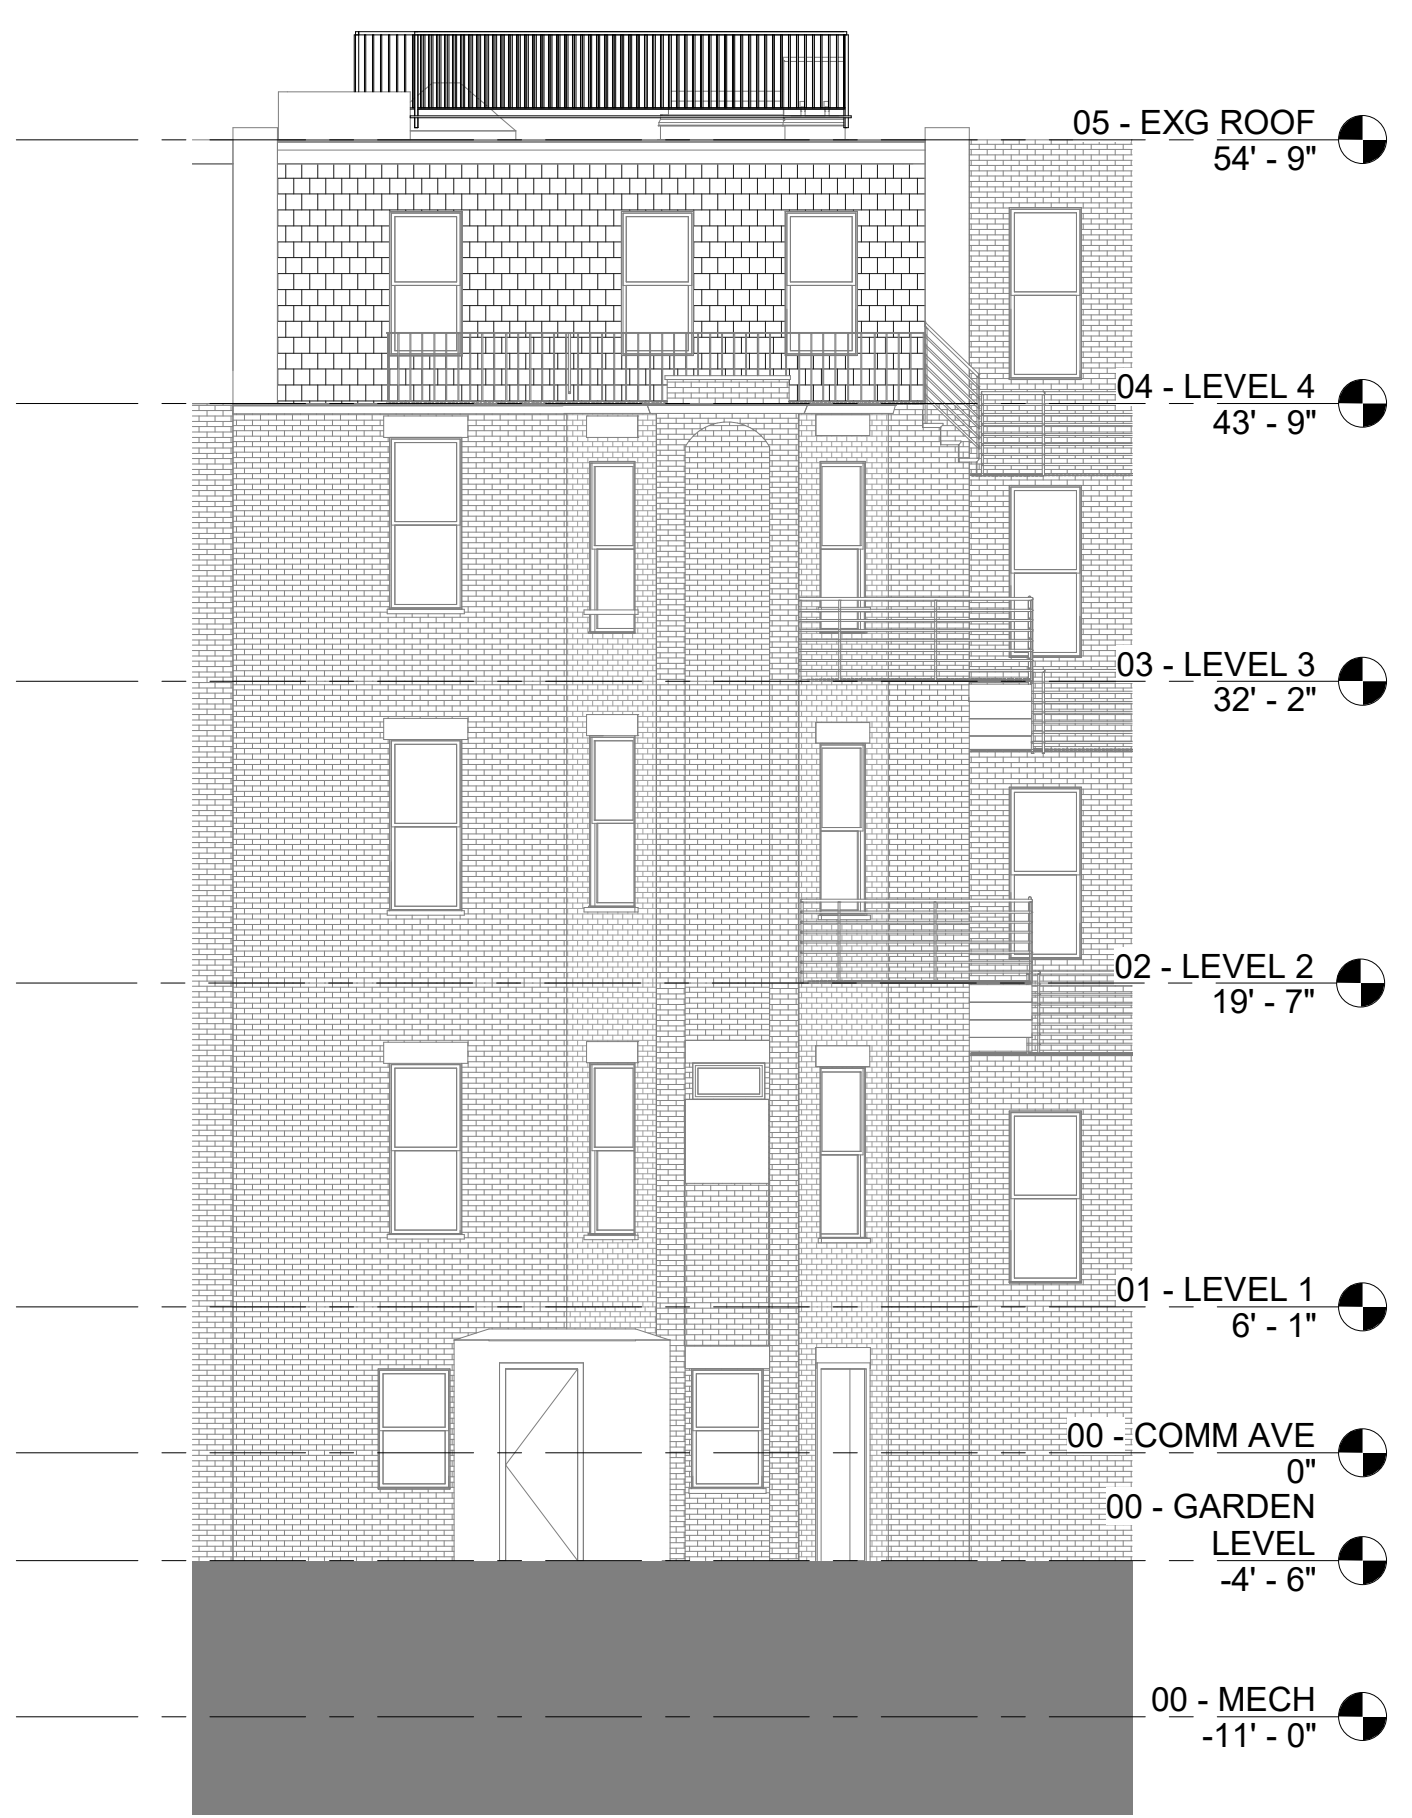 05 - EXG ROOF
54' - 9"
04 - LEVEL 4
43' - 9"
03 - LEVEL 3
32' - 2"
02 - LEVEL 2
19' - 7"
01 - LEVEL 1
6' - 1"
00 - COMM AVE
0"
00 - GARDEN
LEVEL
-4' - 6"
00 - MECH
-11' - 0"